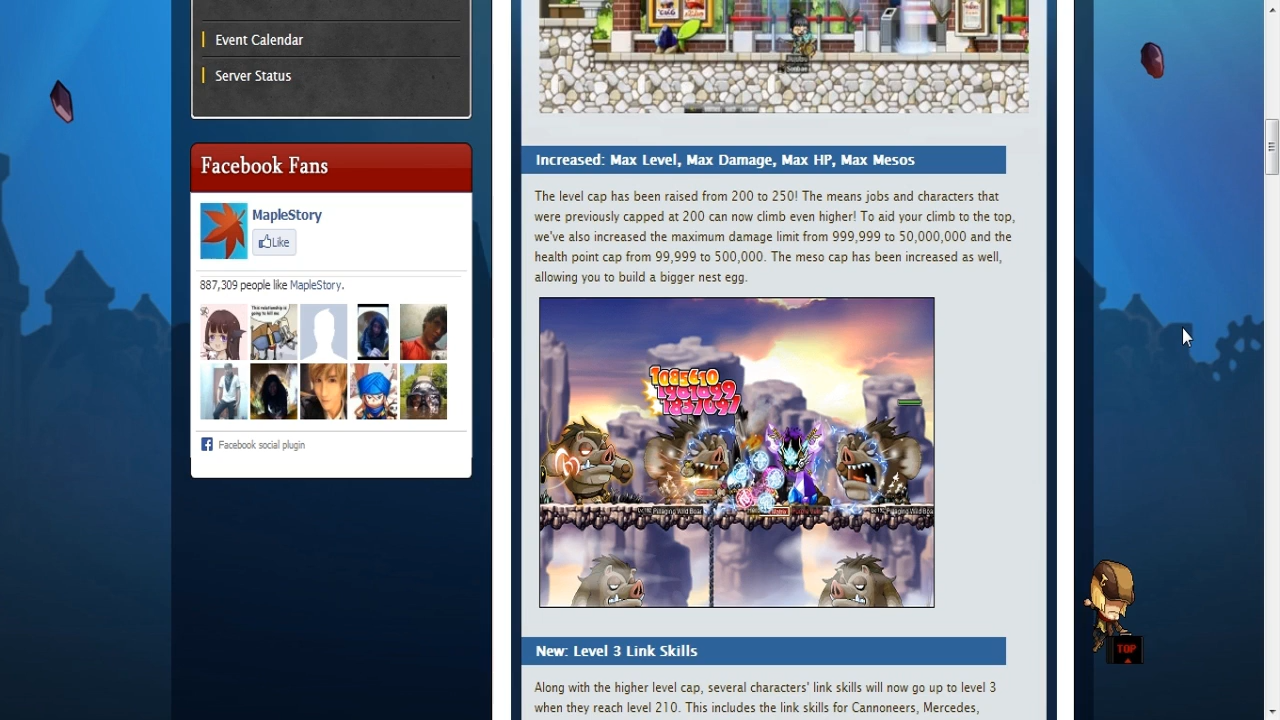 Event Calendar
Server Status
Facebook Fans
MapleStory
Like
887,309 people like MapleStory.
Facebook social plugin
Increased: Max Level, Max Damage, Max HP, Max Mesos
The level cap has been raised from 200 to 250! The means jobs and characters that
were previously capped at 200 can now climb even higher! To aid your climb to the top,
we've also increased the maximum damage limit from 999,999 to 50,000,000 and the
health point cap from 99,999 to 500,000. The meso cap has been increased as well,
allowing you to build a bigger nest egg.
New: Level 3 Link Skills
Along with the higher level cap, several characters' link skills will now go up to level 3
when they reach level 210. This includes the link skills for Cannoneers, Mercedes,
TOP